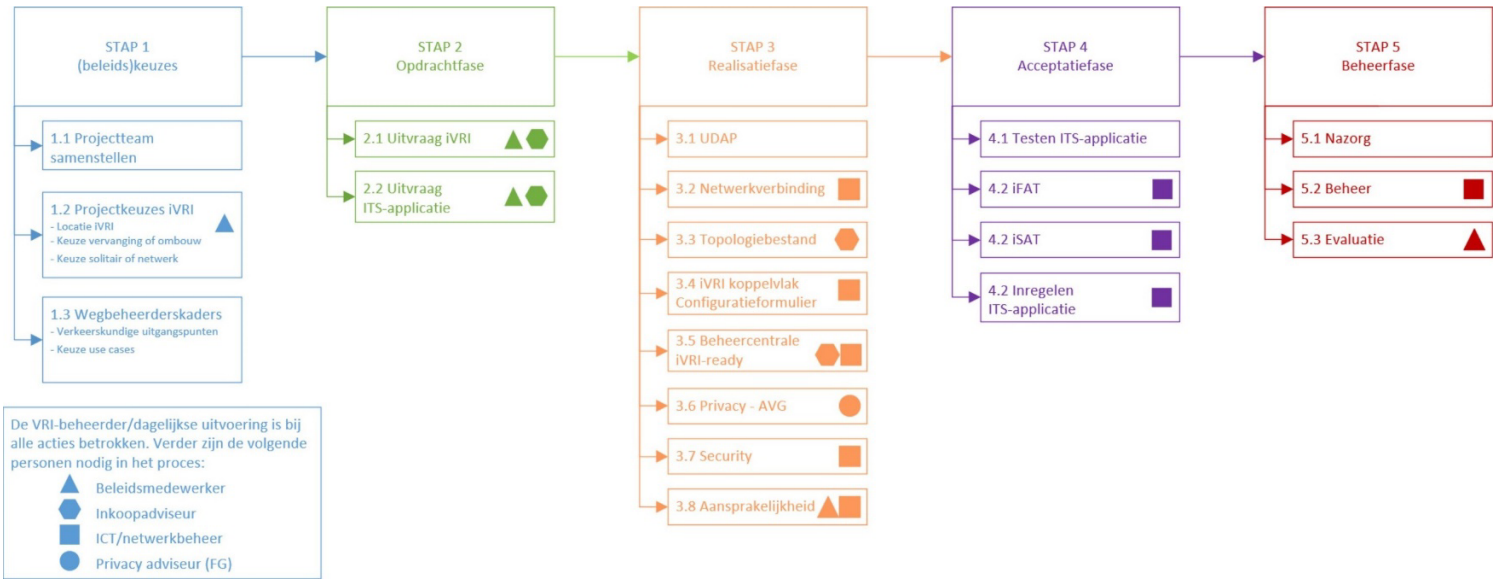 STAP 1
(beleids)keuzes
1.1 Projectteam
samenstellen
1.2 Projectkeuzes iVRI
- Locatie iVRI
- Keuze vervanging of ombouw
- Keuze solitair of netwerk
1.3 Wegbeheerderskaders
- Verkeerskundige uitgangspunten
- Keuze use cases
STAP 2
Opdrachtfase
2.1 Uitvraag iVRI
2.2 Uitvraag
ITS-applicatie
STAP 3
Realisatiefase
3.1 UDAP
3.2 Netwerkverbinding
3.3 Topologiebestand
3.4 iVRI koppelvlak
Configuratieformulier
3.5 Beheercentrale
iVRI-ready
3.6 Privacy - AVG
3.7 Security
3.8 Aansprakelijkheid
STAP 4
Acceptatiefase
4.1 Testen ITS-applicatie
4.2 iFAT
4.2 iSAT
4.2 Inregelen
ITS-applicatie
STAP 5
Beheerfase
5.1 Nazorg
5.2 Beheer
5.3 Evaluatie
De VRI-beheerder/dagelijkse uitvoering is bij
alle acties betrokken. Verder zijn de volgende
personen nodig in het proces:
Beleidsmedewerker
Inkoopadviseur
ICT/netwerkbeheer
Privacy adviseur (FG)